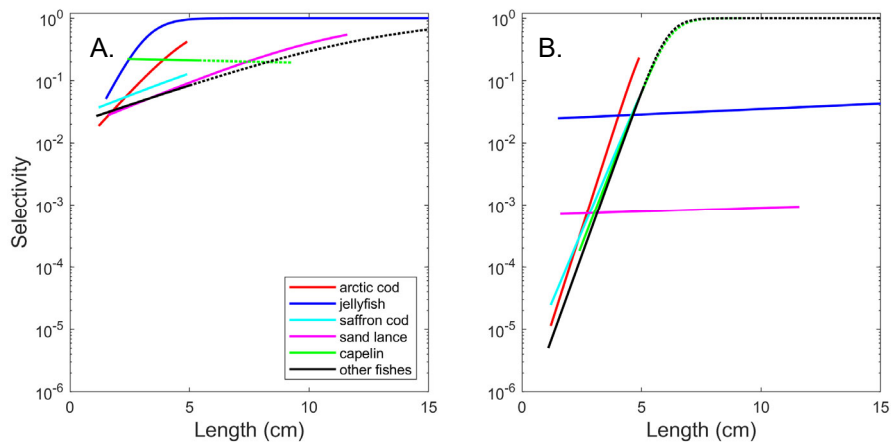 A.
B.
Selectivity
10^0
10^-1
10^-2
10^-3
10^-4
10^-5
10^-6
0 5 10 15
Length (cm)
arctic cod
jellyfish
saffron cod
sand lance
capelin
other fishes
10^0
10^-1
10^-2
10^-3
10^-4
10^-5
10^-6
0 5 10 15
Length (cm)